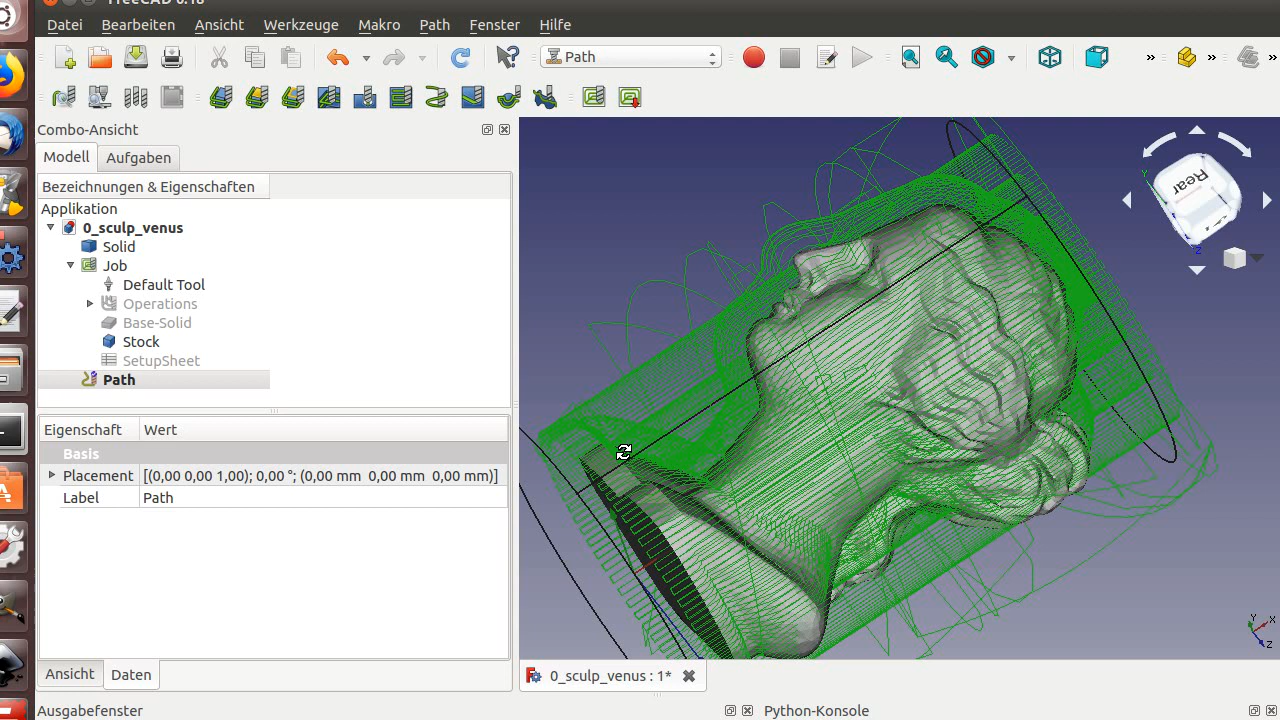 FreeCAD 0.18
Datei Bearbeiten Ansicht Werkzeuge Makro Path Fenster Hilfe
Path
Combo-Ansicht
Modell Aufgaben
Bezeichnungen & Eigenschaften
Applikation
0_sculp_venus
Solid
Job
Default Tool
Operations
Base-Solid
Stock
SetupSheet
Path
Eigenschaft Wert
Basis
Placement [(0,00 0,00 1,00); 0,00 °; (0,00 mm 0,00 mm 0,00 mm)]
Label Path
Ansicht Daten
Rear
Y
Z
Y
X
Z
0_sculp_venus : 1*
Ausgabefenster Python-Konsole